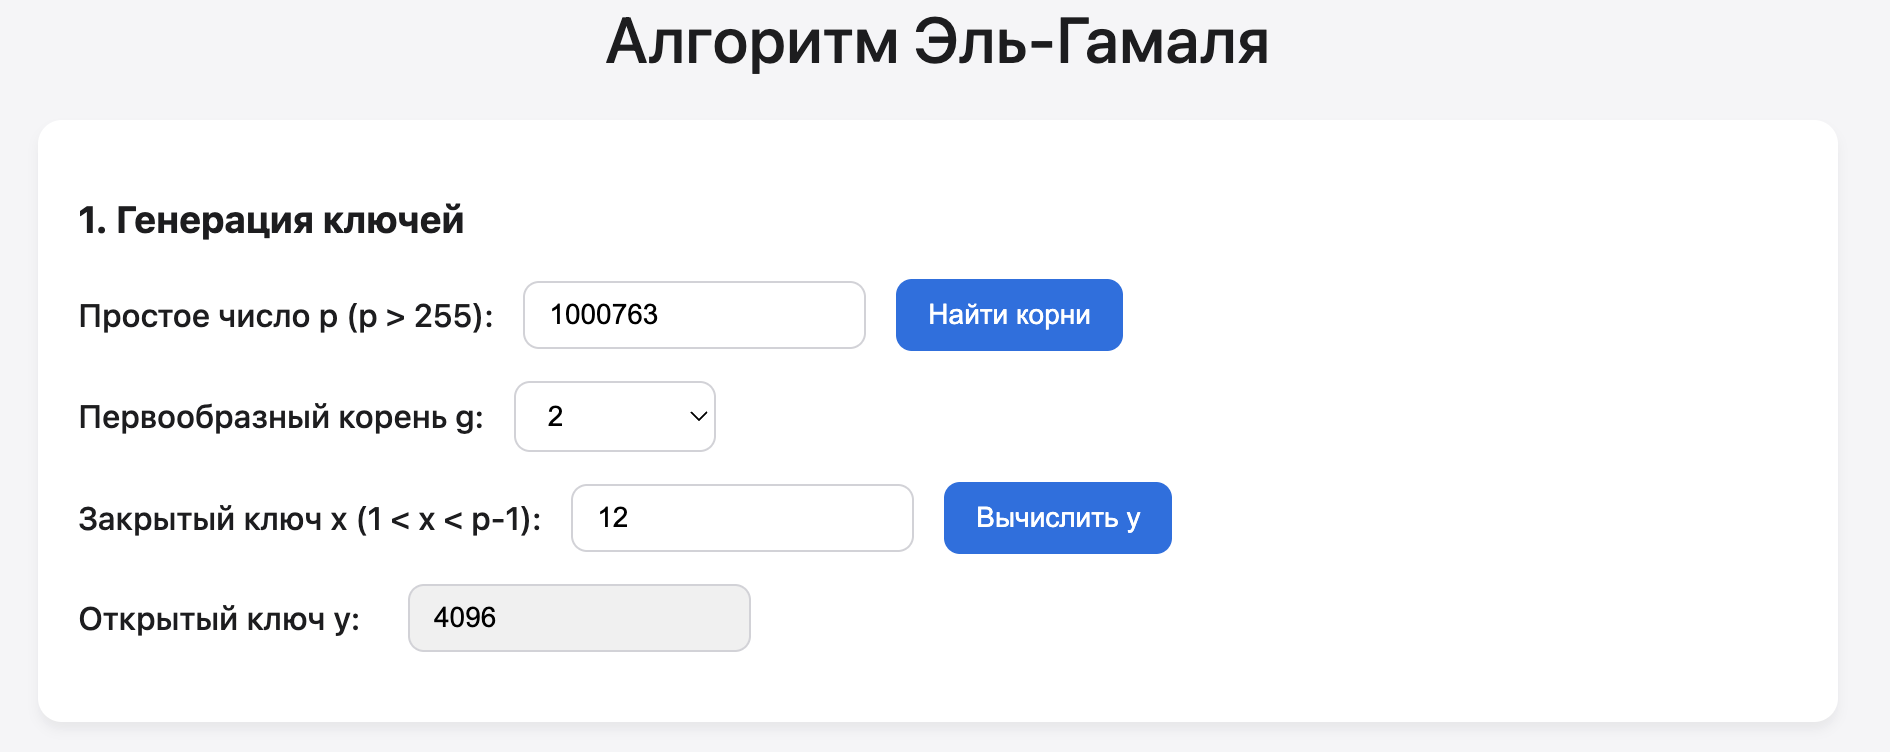 Алгоритм Эль-Гамаля
1. Генерация ключей
Простое число p (p > 255): 1000763 Найти корни
Первообразный корень g: 2
Закрытый ключ x (1 < x < p-1): 12 Вычислить y
Открытый ключ y: 4096